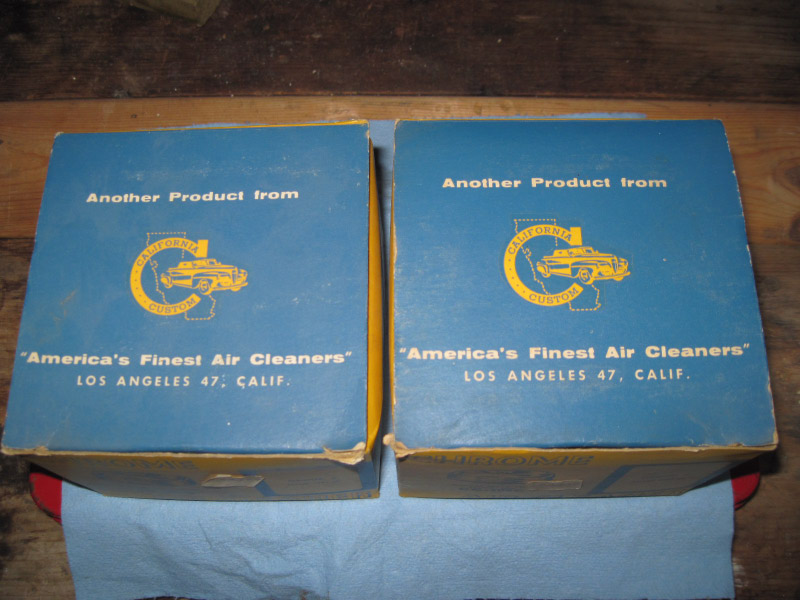 Another Product from
CALIFORNIA
CUSTOM
"America's Finest Air Cleaners"
LOS ANGELES 47, CALIF.
Another Product from
CALIFORNIA
CUSTOM
"America's Finest Air Cleaners"
LOS ANGELES 47, CALIF.
CHROME